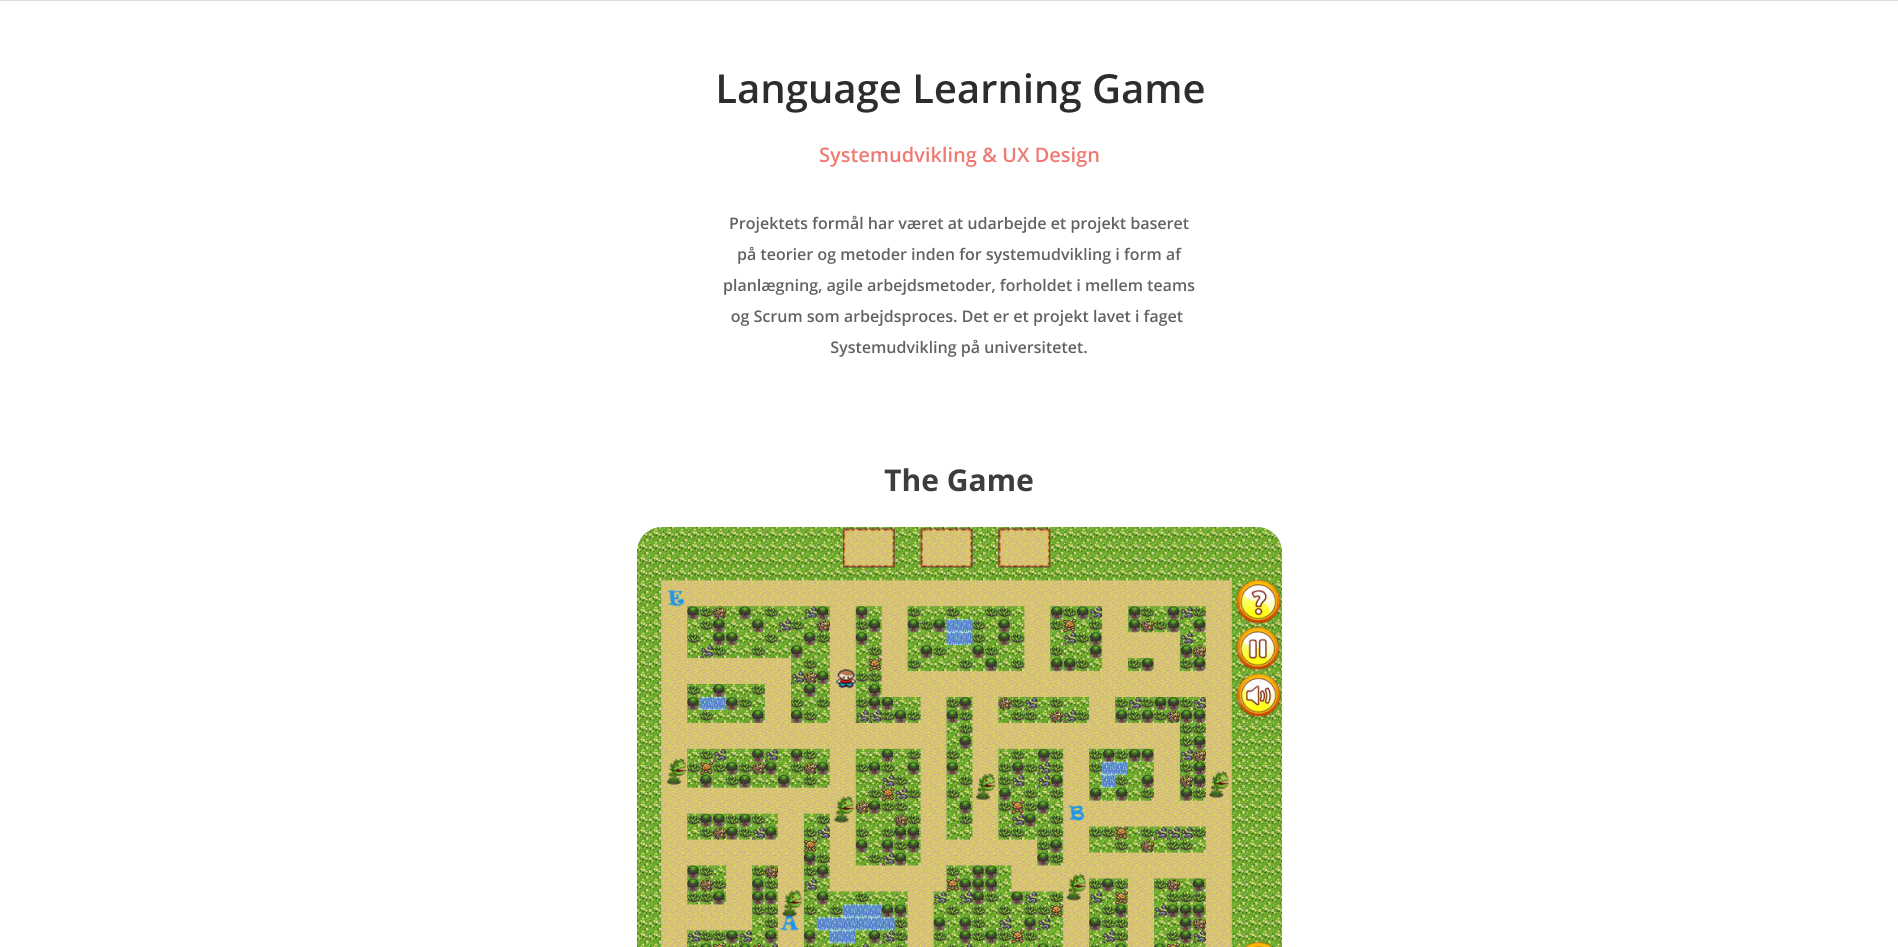 Language Learning Game
Systemudvikling & UX Design
Projektets formål har været at udarbejde et projekt baseret
på teorier og metoder inden for systemudvikling i form af
planlægning, agile arbejdsmetoder, forholdet i mellem teams
og Scrum som arbejdsproces. Det er et projekt lavet i faget
Systemudvikling på universitetet.
The Game
E
?
B
A